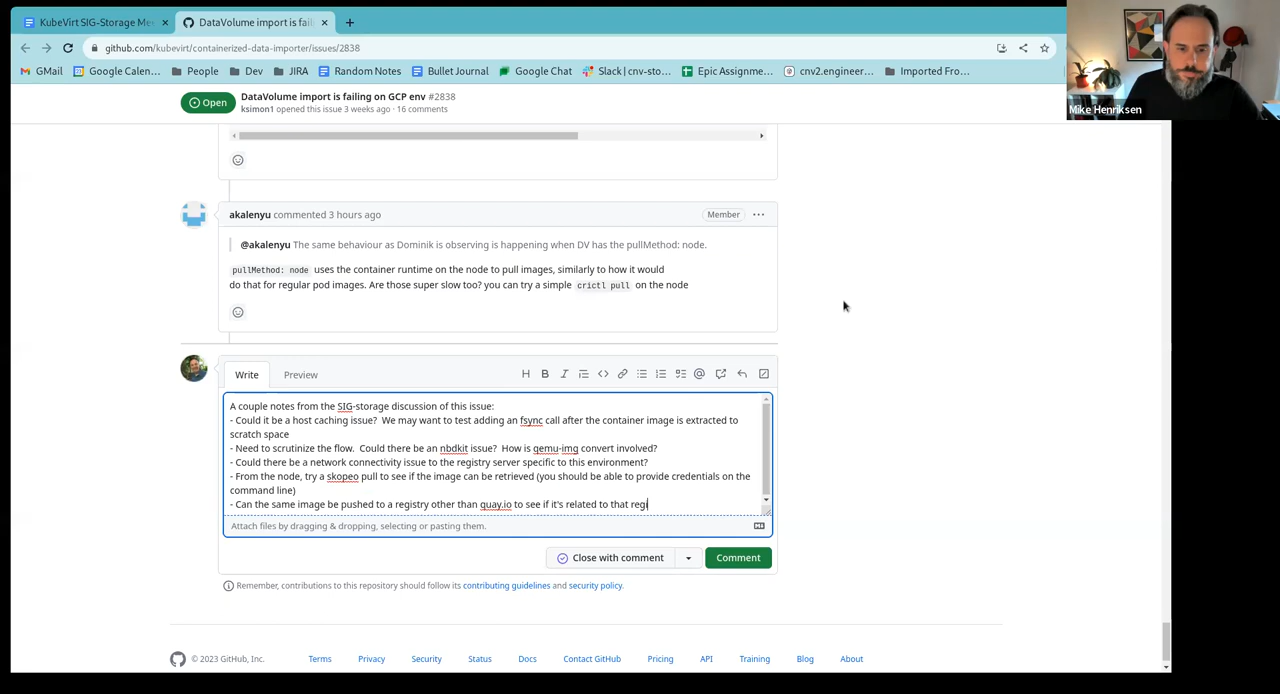 KubeVirt SIG-Storage Me
DataVolume import is fail
github.com/kubevirt/containerized-data-importer/issues/2838
GMail
Google Calen...
People
Dev
JIRA
Random Notes
Bullet Journal
Google Chat
Slack | cnv-sto...
Epic Assignme...
cnv2.engineer...
Imported Fro...
Mike Henriksen
Open
DataVolume import is failing on GCP env #2838
ksimon1 opened this issue 3 weeks ago · 16 comments
akalenyu commented 3 hours ago
Member
@akalenyu The same behaviour as Dominik is observing is happening when DV has the pullMethod: node.
pullMethod: node uses the container runtime on the node to pull images, similarly to how it would
do that for regular pod images. Are those super slow too? you can try a simple crictl pull on the node
Write
Preview
A couple notes from the SIG-storage discussion of this issue:
- Could it be a host caching issue?  We may want to test adding an fsync call after the container image is extracted to
scratch space
- Need to scrutinize the flow.  Could there be an nbdkit issue?  How is qemu-img convert involved?
- Could there be a network connectivity issue to the registry server specific to this environment?
- From the node, try a skopeo pull to see if the image can be retrieved (you should be able to provide credentials on the
command line)
- Can the same image be pushed to a registry other than quay.io to see if it's related to that regi
Attach files by dragging & dropping, selecting or pasting them.
Close with comment
Comment
Remember, contributions to this repository should follow its contributing guidelines and security policy.
© 2023 GitHub, Inc.
Terms
Privacy
Security
Status
Docs
Contact GitHub
Pricing
API
Training
Blog
About